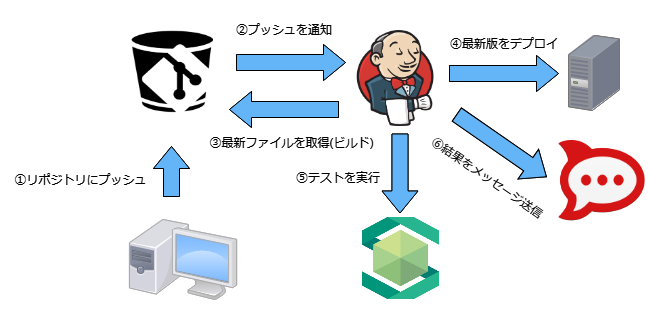 ①リポジトリにプッシュ
②プッシュを通知
③最新ファイルを取得(ビルド)
④最新版をデプロイ
⑤テストを実行
⑥結果をメッセージ送信